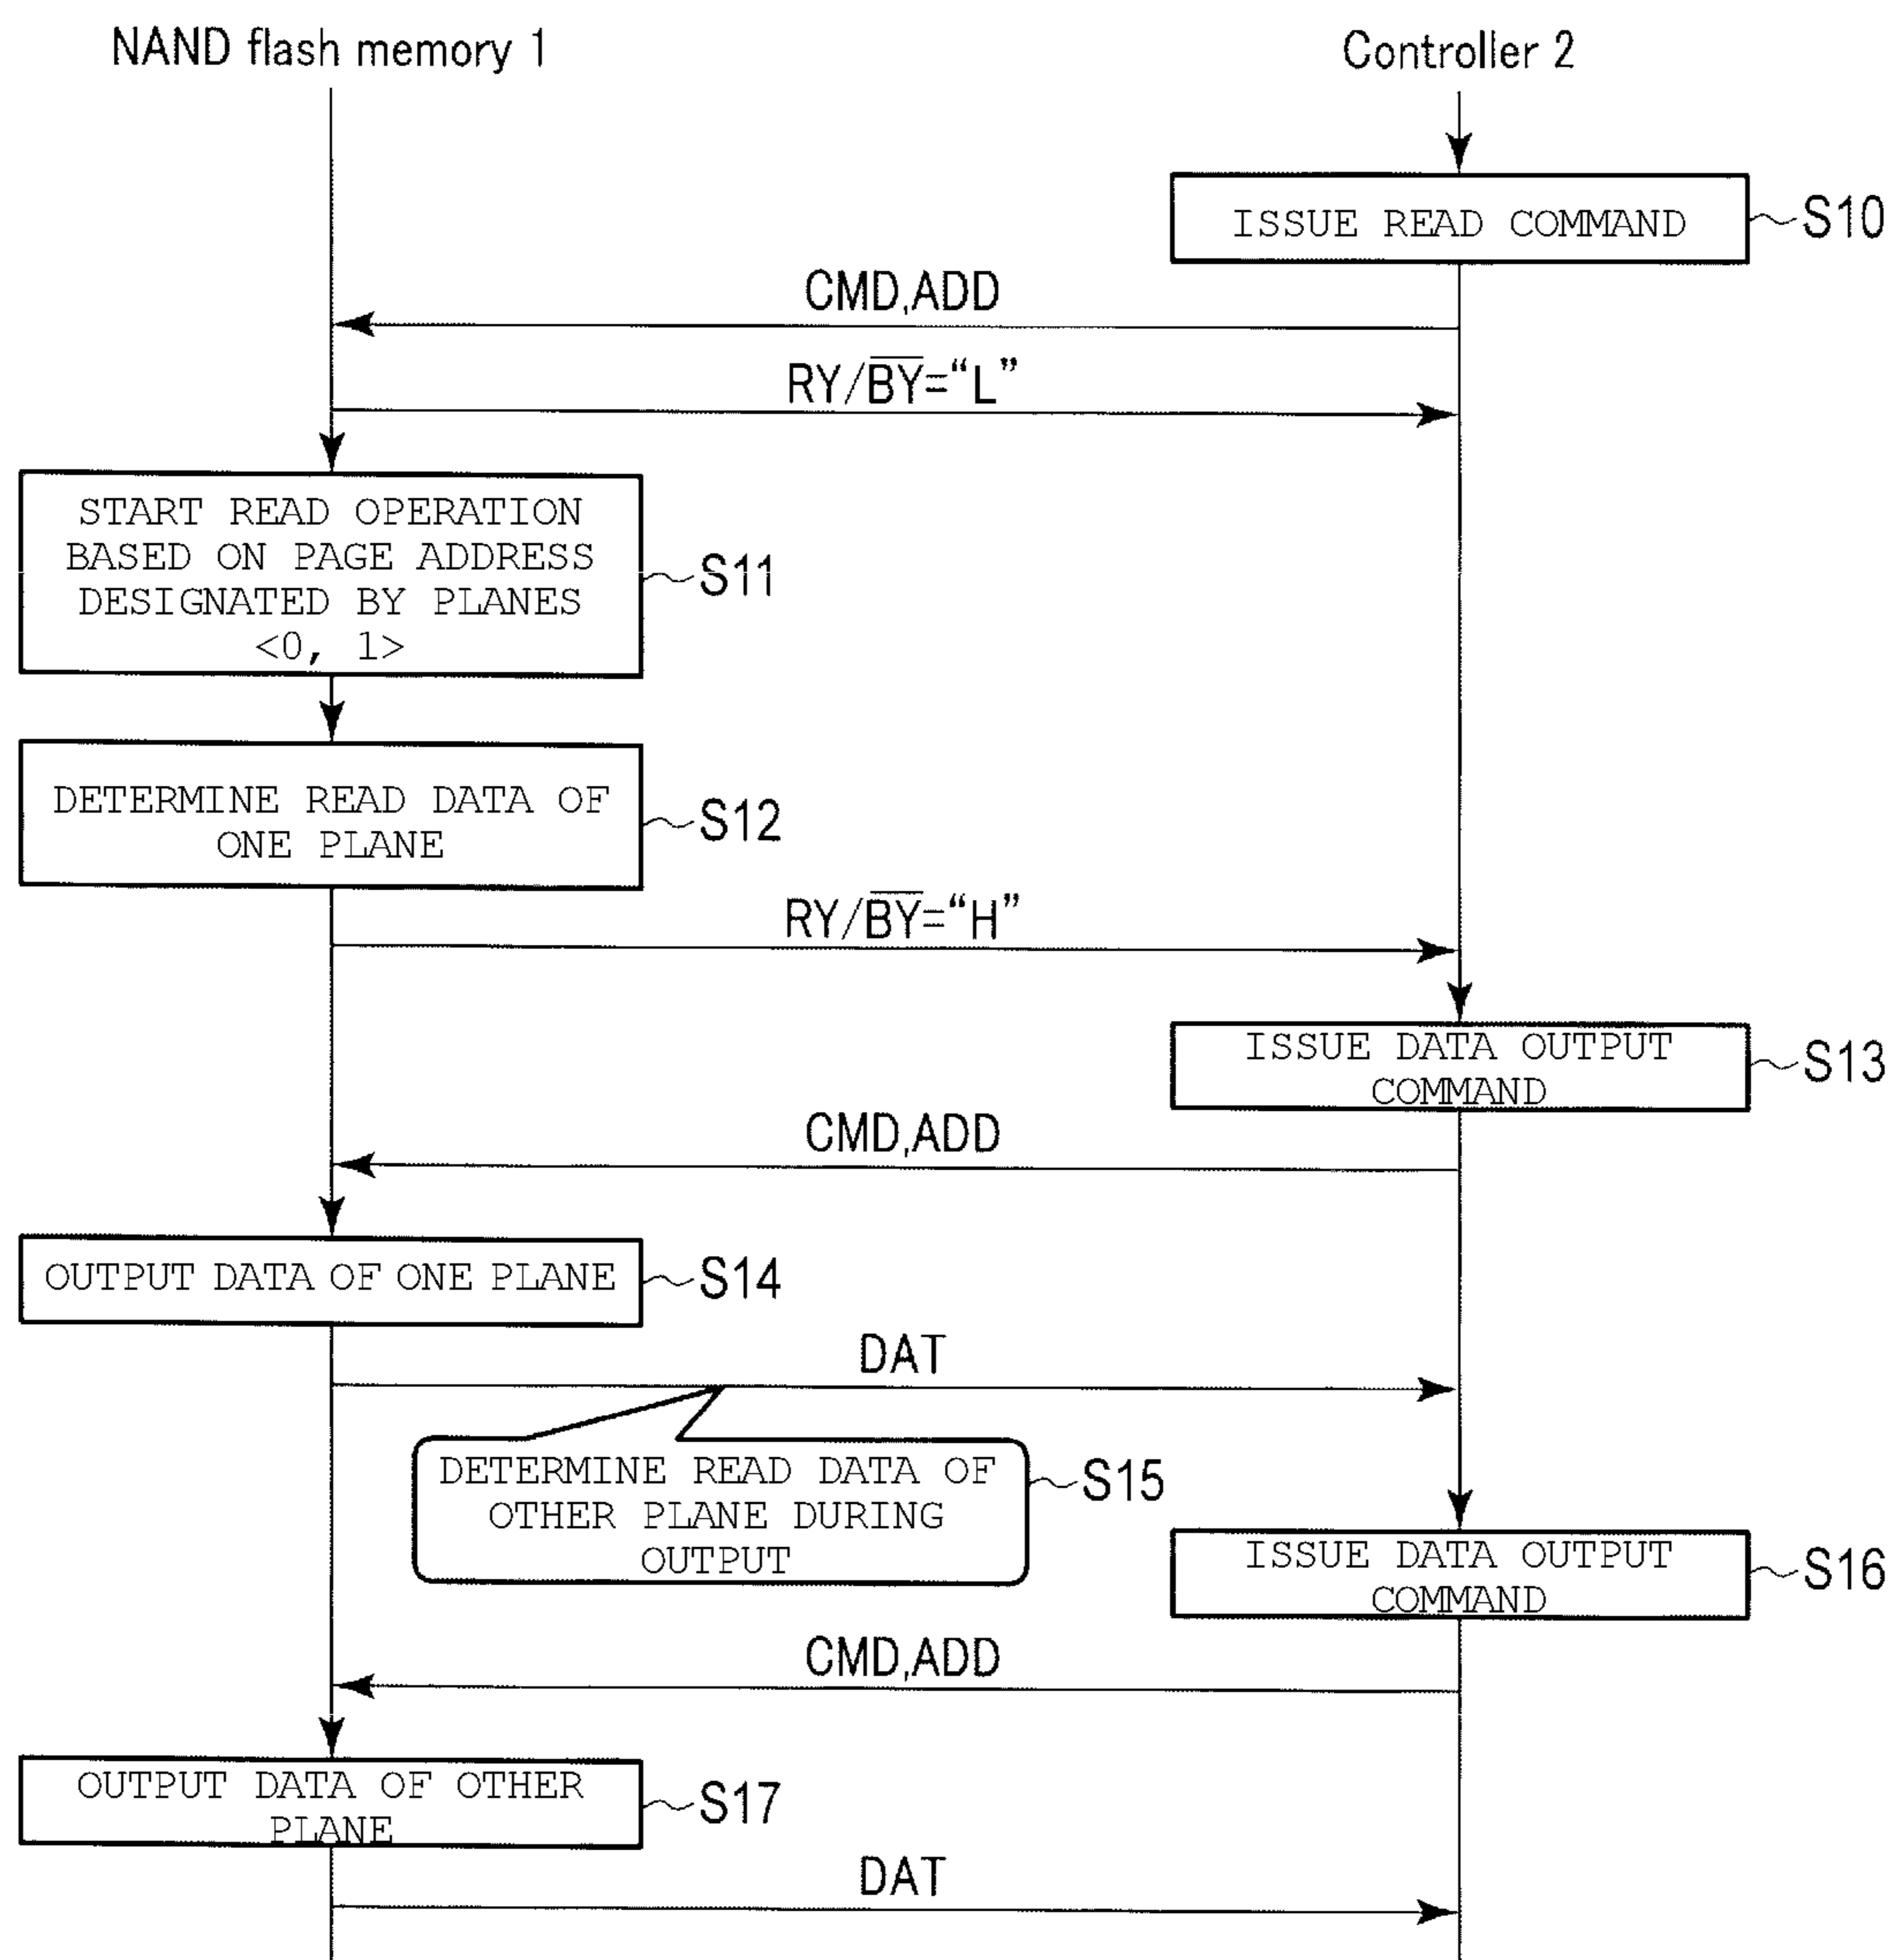 NAND flash memory 1
Controller 2
ISSUE READ COMMAND
S10
CMD,ADD
RY/B̅Y̅="L"
START READ OPERATION
BASED ON PAGE ADDRESS
DESIGNATED BY PLANES
<0, 1>
S11
DETERMINE READ DATA OF
ONE PLANE
S12
RY/B̅Y̅="H"
ISSUE DATA OUTPUT
COMMAND
S13
CMD,ADD
OUTPUT DATA OF ONE PLANE
S14
DAT
DETERMINE READ DATA OF
OTHER PLANE DURING
OUTPUT
S15
ISSUE DATA OUTPUT
COMMAND
S16
CMD,ADD
OUTPUT DATA OF OTHER
PLANE
S17
DAT